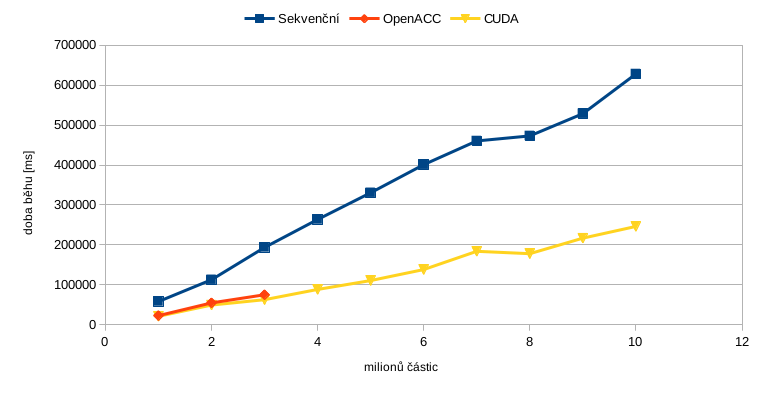 Sekvenční OpenACC CUDA
700000
600000
500000
400000
300000
200000
100000
0
doba běhu [ms]
0 2 4 6 8 10 12
milionů částic